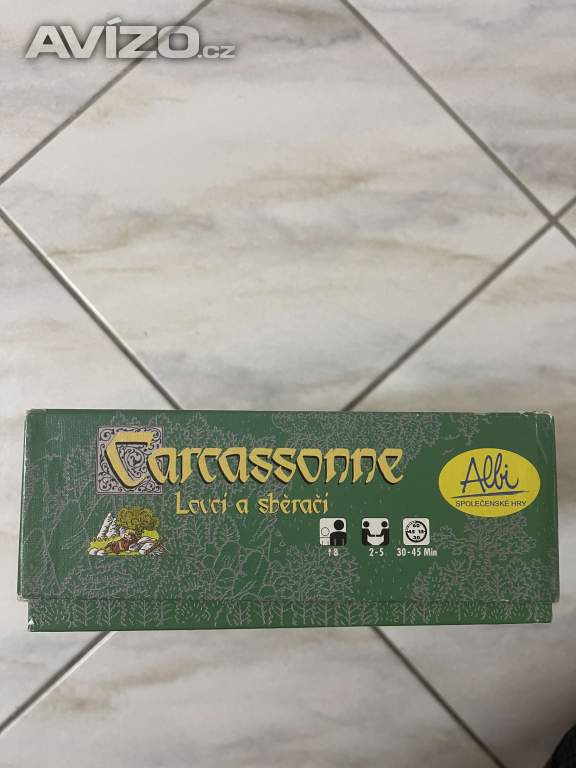 AVÍZO.cz
Carcassonne
Lovci a sběrači
Albi
SPOLEČENSKÉ HRY
† 8
2-5
30-45 Min